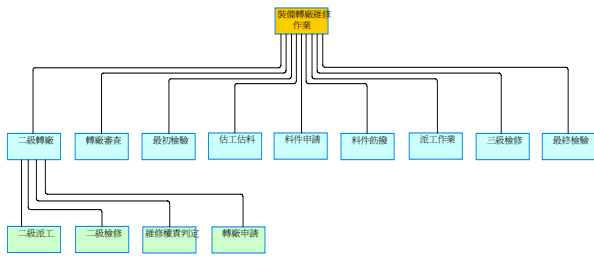 裝備轉廠維修
作業
二級轉廠
轉廠審查
最初檢驗
估工估料
料件申請
料件飭撥
派工作業
三級檢修
最終檢驗
二級派工
二級檢修
維修權責判定
轉廠申請